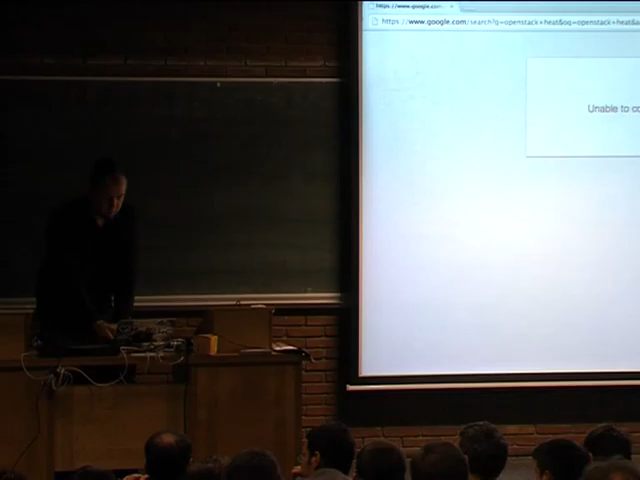 https://www.google.com
https://www.google.com/search?q=openstack+heat&oq=openstack+heat&a
Unable to co